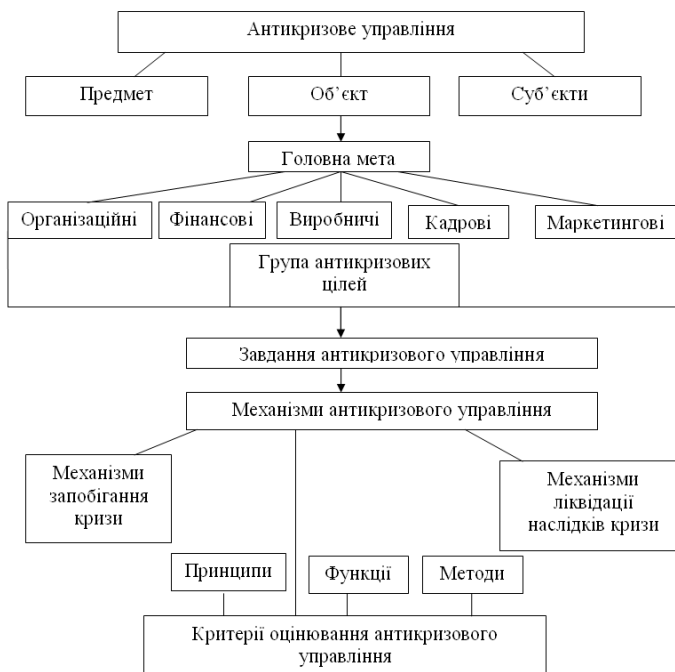 Антикризове управління
Предмет
Об’єкт
Суб’єкти
Головна мета
Організаційні
Фінансові
Виробничі
Кадрові
Маркетингові
Група антикризових
цілей
Завдання антикризового управління
Механізми антикризового управління
Механізми
запобігання
кризи
Механізми
ліквідації
наслідків кризи
Принципи
Функції
Методи
Критерії оцінювання антикризового
управління